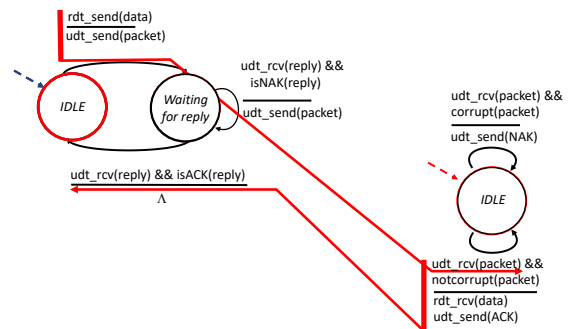 rdt_send(data)
udt_send(packet)
IDLE
Waiting
for reply
udt_rcv(reply) &&
isNAK(reply)
udt_send(packet)
udt_rcv(reply) && isACK(reply)
Λ
udt_rcv(packet) &&
corrupt(packet)
udt_send(NAK)
IDLE
udt_rcv(packet) &&
notcorrupt(packet)
rdt_rcv(data)
udt_send(ACK)